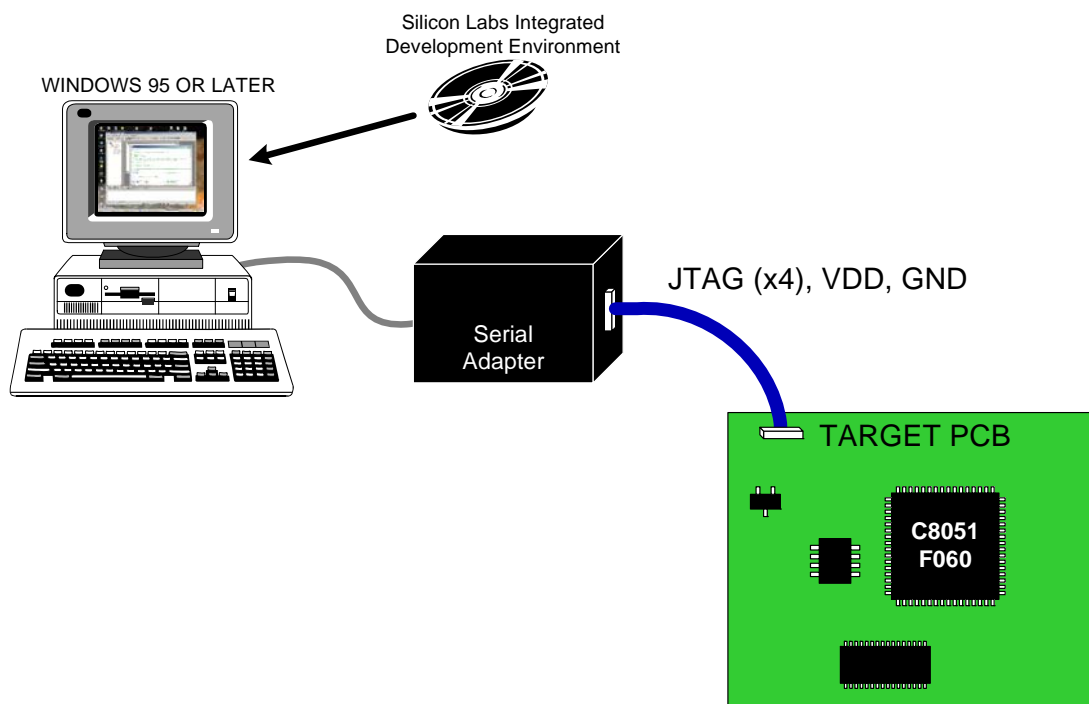 Silicon Labs Integrated
Development Environment
WINDOWS 95 OR LATER
JTAG (x4), VDD, GND
Serial
Adapter
TARGET PCB
C8051
F060